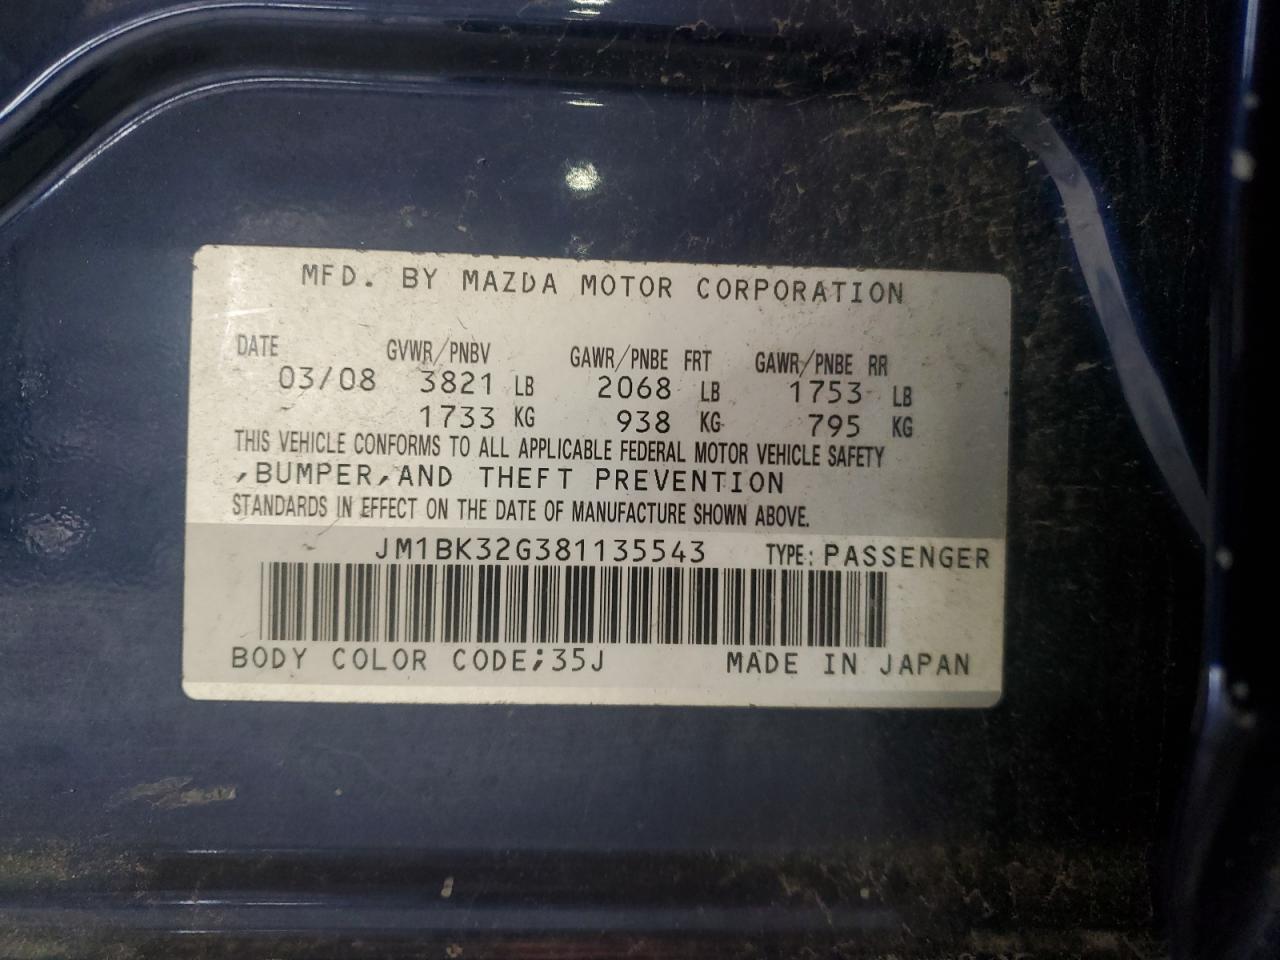 MFD. BY MAZDA MOTOR CORPORATION
DATE GVWR/PNBV GAWR/PNBE FRT GAWR/PNBE RR
03/08 3821 LB 2068 LB 1753 LB
1733 KG 938 KG 795 KG
THIS VEHICLE CONFORMS TO ALL APPLICABLE FEDERAL MOTOR VEHICLE SAFETY
,BUMPER,AND THEFT PREVENTION
STANDARDS IN EFFECT ON THE DATE OF MANUFACTURE SHOWN ABOVE.
JM1BK32G381135543 TYPE: PASSENGER
BODY COLOR CODE;35J MADE IN JAPAN